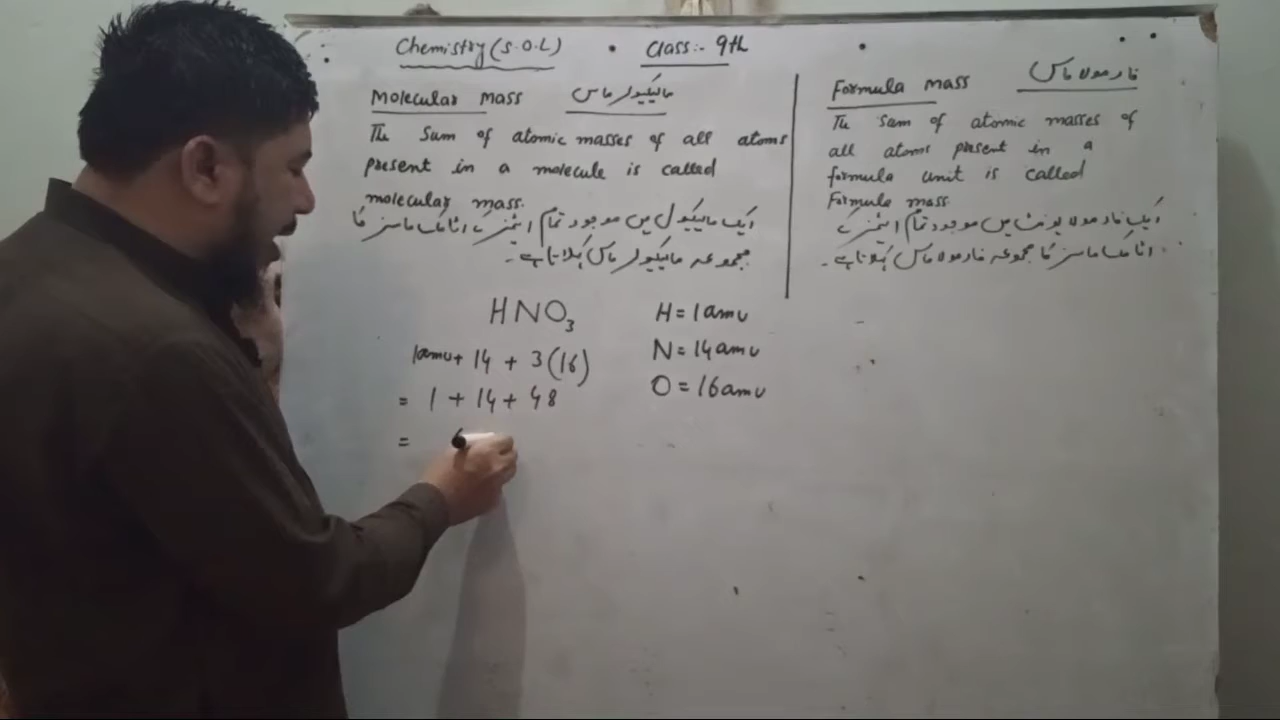 Chemistry (S.O.L) Class:- 9th
Molecular Mass مالیکیولر ماس
The Sum of atomic masses of all atoms
present in a molecule is called
molecular mass.
ایک مالیکیول میں موجود تمام ایٹمز کے اٹامک ماسز کا
مجموعہ مالیکیولر ماس کہلاتا ہے۔
HNO3
1amu + 14 + 3(16)
= 1 + 14 + 48
=
H = 1amu
N = 14amu
O = 16amu
Formula mass فارمولا ماس
The Sum of atomic masses of
all atoms present in a
formula unit is called
Formula mass
ایک فارمولا یونٹ میں موجود تمام ایٹمز کے
اٹامک ماسز کا مجموعہ فارمولا ماس کہلاتا ہے۔